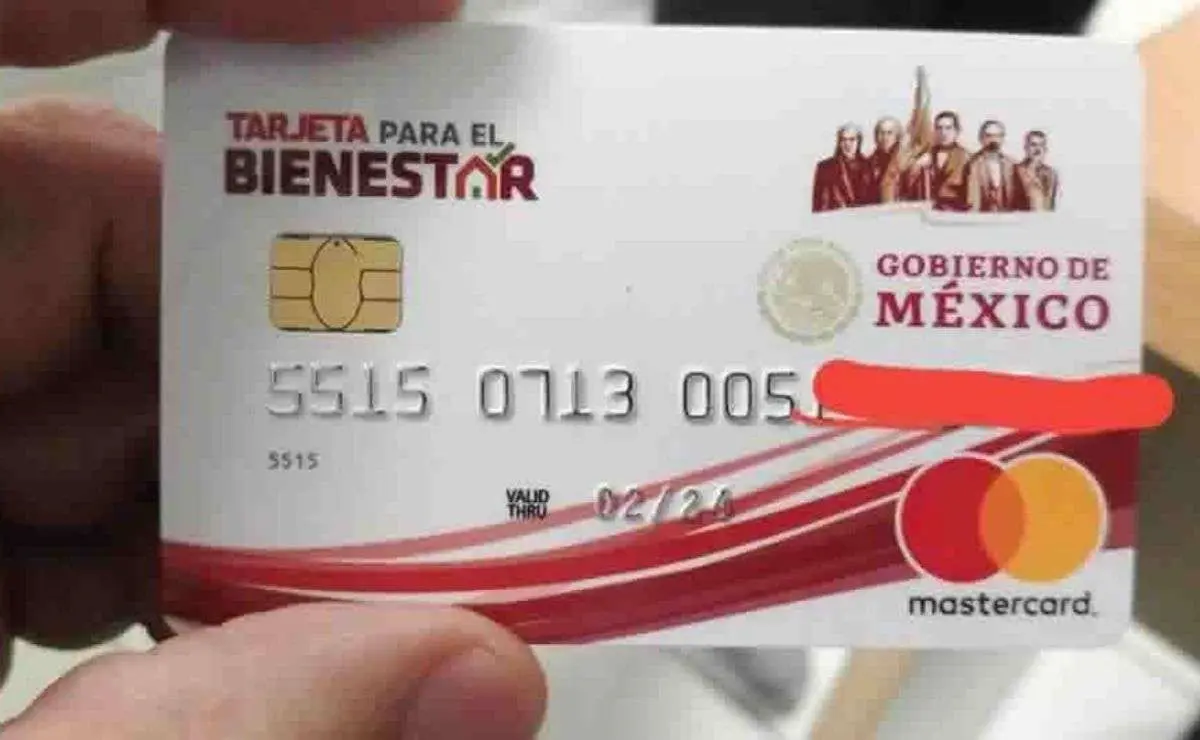 TARJETA PARA EL
BIENESTAR
GOBIERNO DE
MÉXICO
5515 0713 005
5515
VALID
THRU
02/24
mastercard.